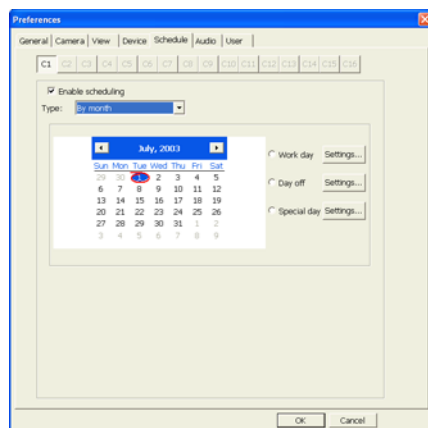 Preferences
General Camera View Device Schedule Audio User
C1 C2 C3 C4 C5 C6 C7 C8 C9 C10 C11 C12 C13 C14 C15 C16
Enable scheduling
Type: By month
July, 2003
Sun Mon Tue Wed Thu Fri Sat
29 30 1 2 3 4 5
6 7 8 9 10 11 12
13 14 15 16 17 18 19
20 21 22 23 24 25 26
27 28 29 30 31 1 2
3 4 5 6 7 8 9
Work day Settings...
Day off Settings...
Special day Settings...
OK Cancel